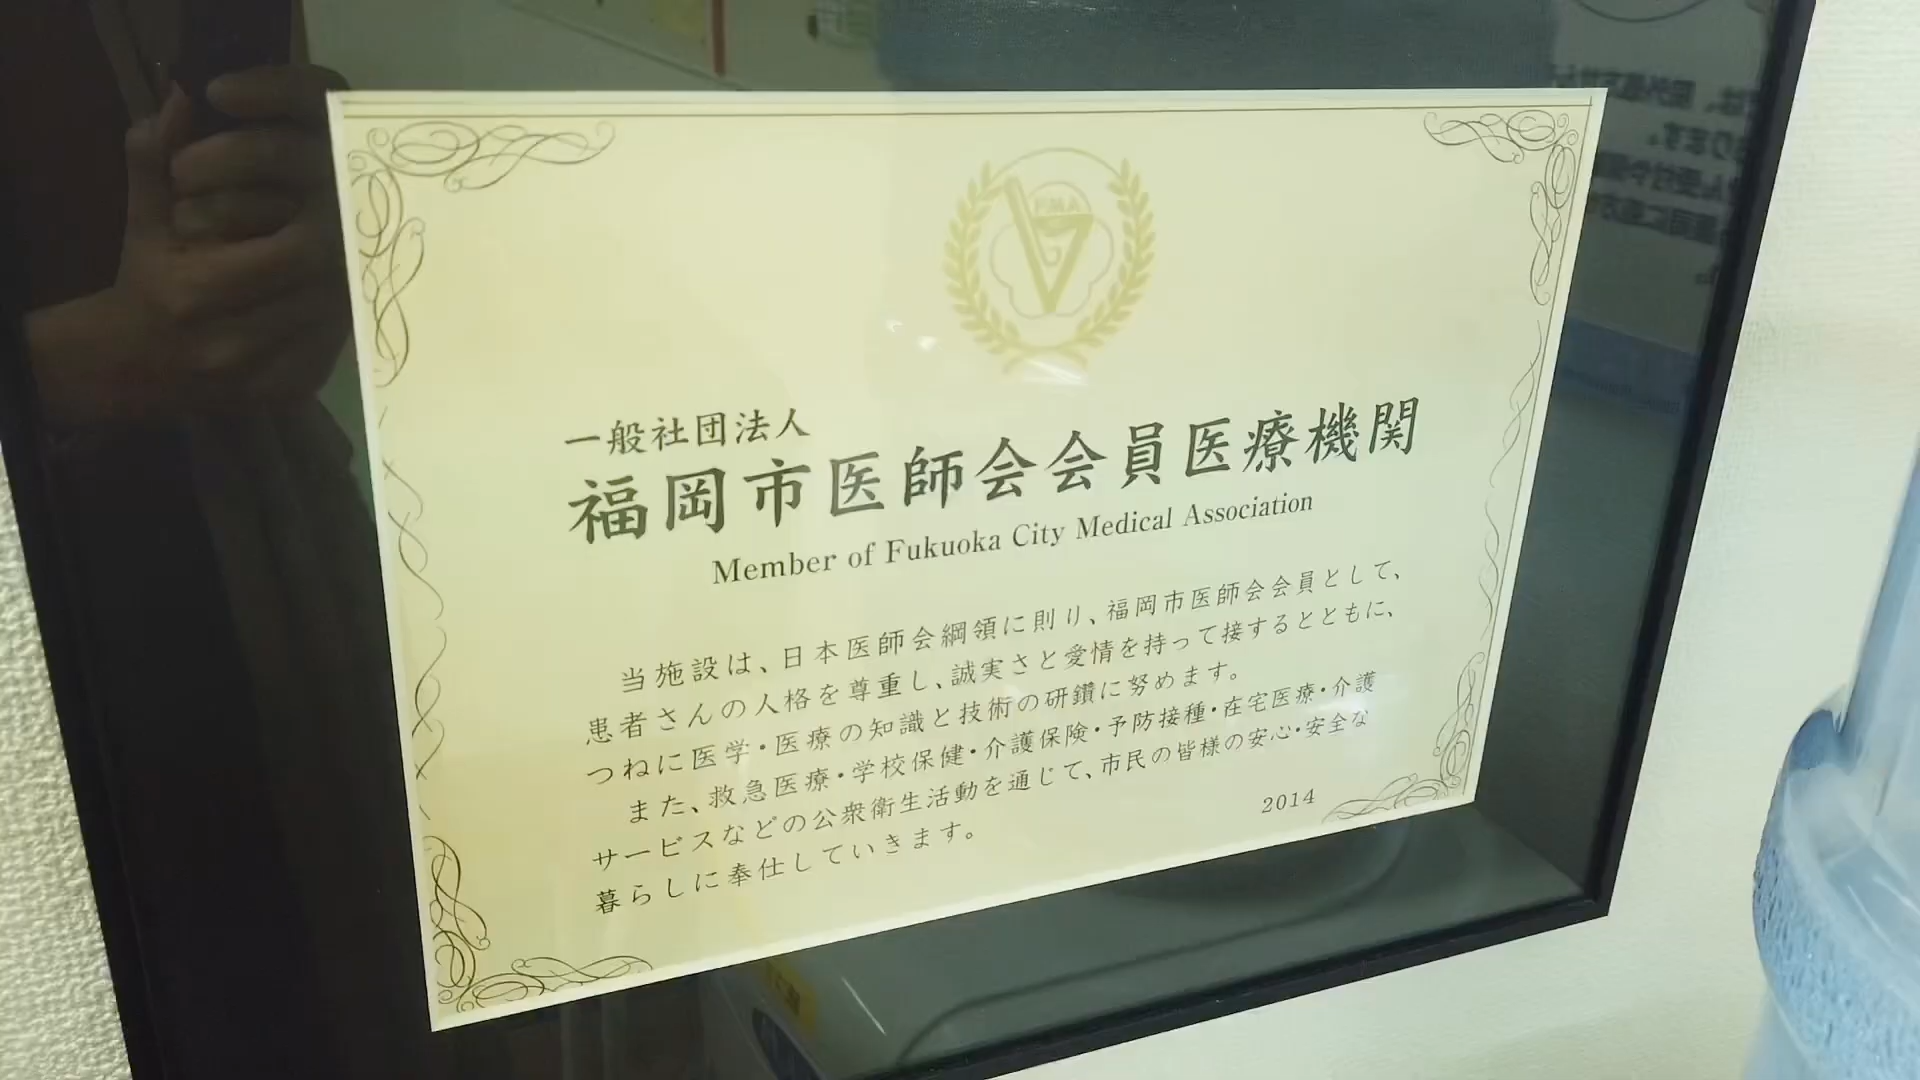 FMA
一般社団法人
福岡市医師会会員医療機関
Member of Fukuoka City Medical Association
当施設は、日本医師会綱領に則り、福岡市医師会会員として、
患者さんの人格を尊重し、誠実さと愛情を持って接するとともに、
つねに医学・医療の知識と技術の研鑽に努めます。
また、救急医療・学校保健・介護保険・予防接種・在宅医療・介護
サービスなどの公衆衛生活動を通じて、市民の皆様の安心・安全な
暮らしに奉仕していきます。
2014